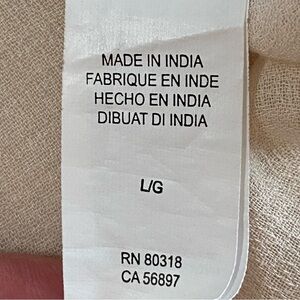 MADE IN INDIA
FABRIQUE EN INDE
HECHO EN INDIA
DIBUAT DI INDIA
L/G
RN 80318
CA 56897